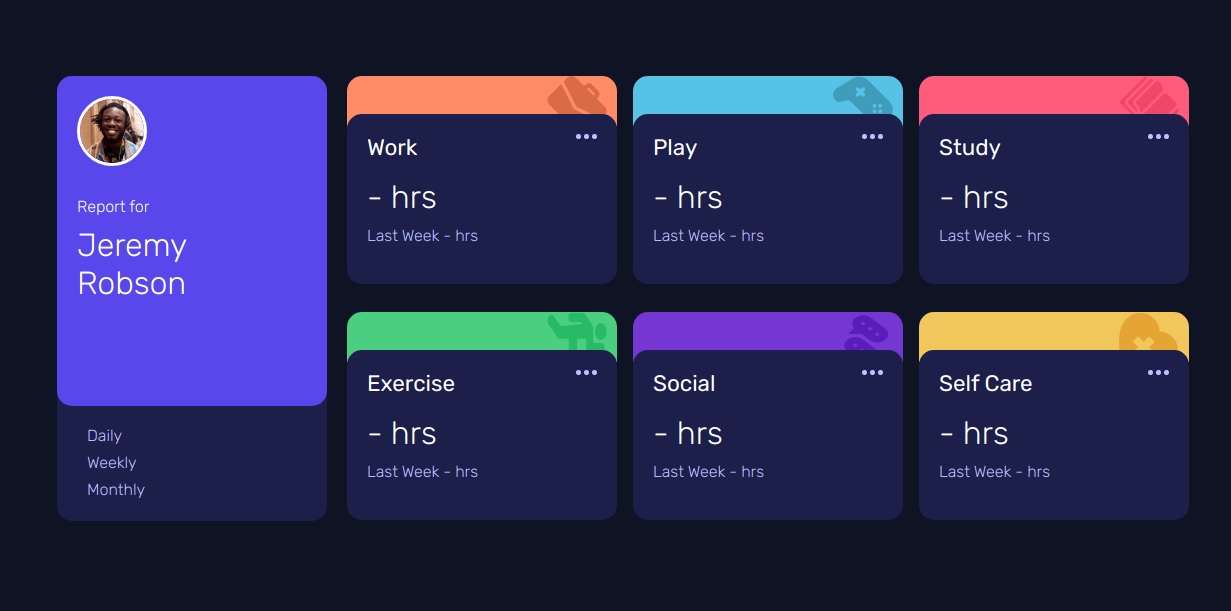 Report for
Jeremy
Robson
Daily
Weekly
Monthly
Work
- hrs
Last Week - hrs
Play
- hrs
Last Week - hrs
Study
- hrs
Last Week - hrs
Exercise
- hrs
Last Week - hrs
Social
- hrs
Last Week - hrs
Self Care
- hrs
Last Week - hrs